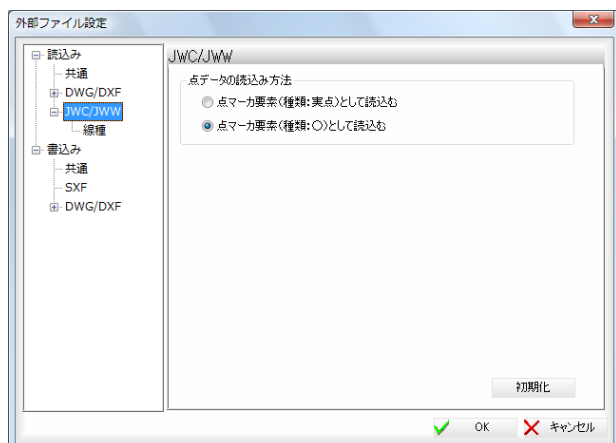 外部ファイル設定
読込み
共通
DWG/DXF
JWC/JWW
線種
書込み
共通
SXF
DWG/DXF
JWC/JWW
点データの読込み方法
点マーカ要素(種類:実点)として読込む
点マーカ要素(種類:〇)として読込む
初期化
OK
キャンセル